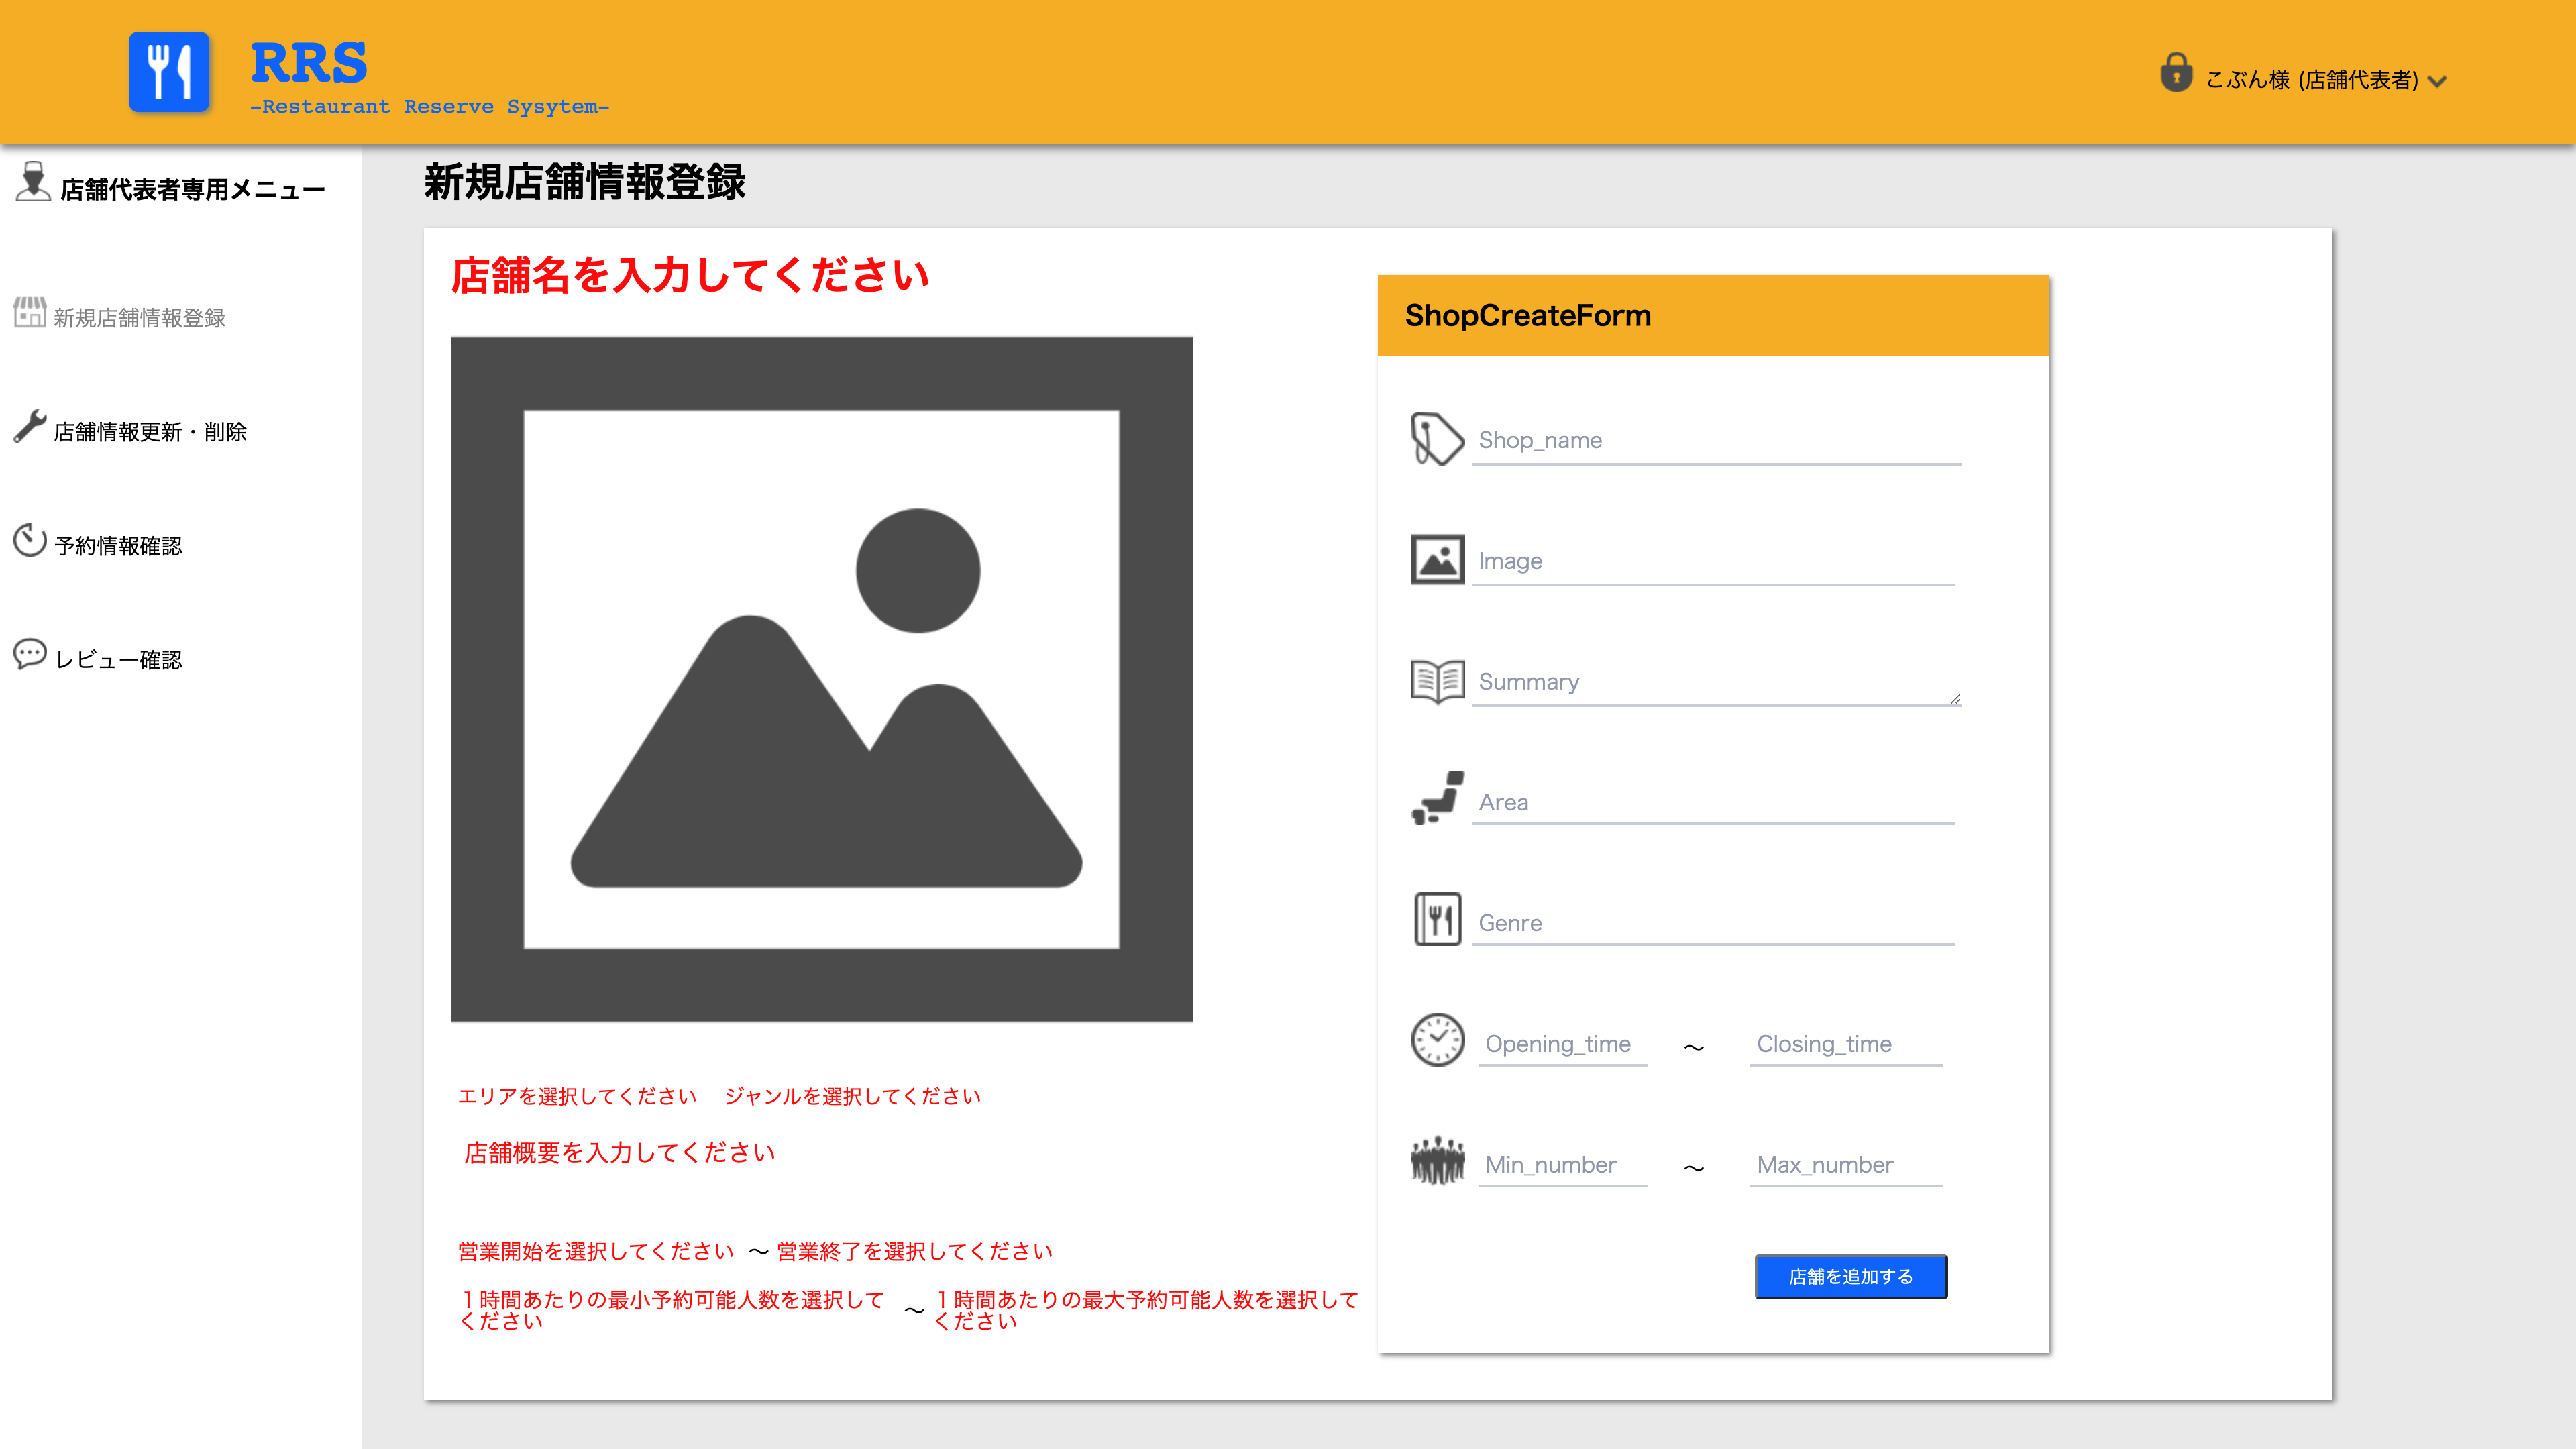 RRS
-Restaurant Reserve Sysytem-
こぶん様 (店舗代表者)
店舗代表者専用メニュー
新規店舗情報登録
店舗情報更新・削除
予約情報確認
レビュー確認
新規店舗情報登録
店舗名を入力してください
エリアを選択してください ジャンルを選択してください
店舗概要を入力してください
営業開始を選択してください 〜 営業終了を選択してください
１時間あたりの最小予約可能人数を選択して
ください
〜
１時間あたりの最大予約可能人数を選択して
ください
ShopCreateForm
Shop_name
Image
Summary
Area
Genre
Opening_time 〜 Closing_time
Min_number 〜 Max_number
店舗を追加する